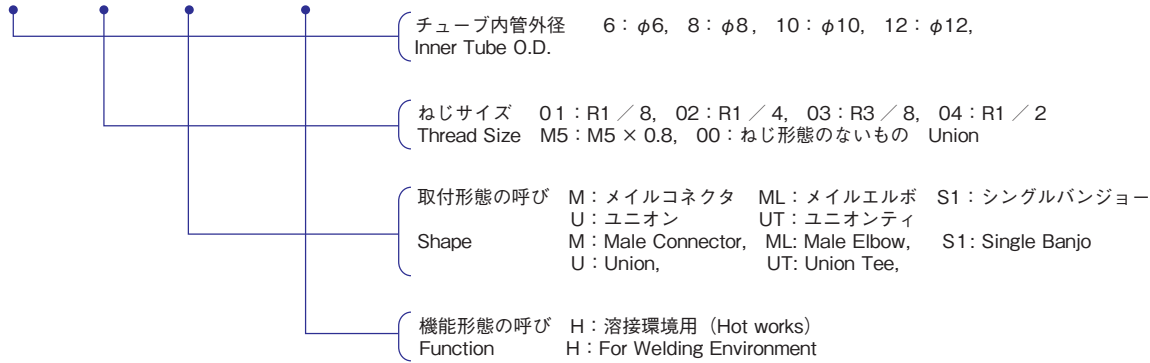 チューブ内管外径 6：φ6, 8：φ8, 10：φ10, 12：φ12,
Inner Tube O.D.
ねじサイズ 01：R1／8, 02：R1／4, 03：R3／8, 04：R1／2
Thread Size M5：M5×0.8, 00：ねじ形態のないもの Union
取付形態の呼び M：メイルコネクタ ML：メイルエルボ S1：シングルバンジョー
U：ユニオン UT：ユニオンティ
Shape M：Male Connector, ML: Male Elbow, S1: Single Banjo
U：Union, UT: Union Tee,
機能形態の呼び H：溶接環境用（Hot works）
Function H：For Welding Environment